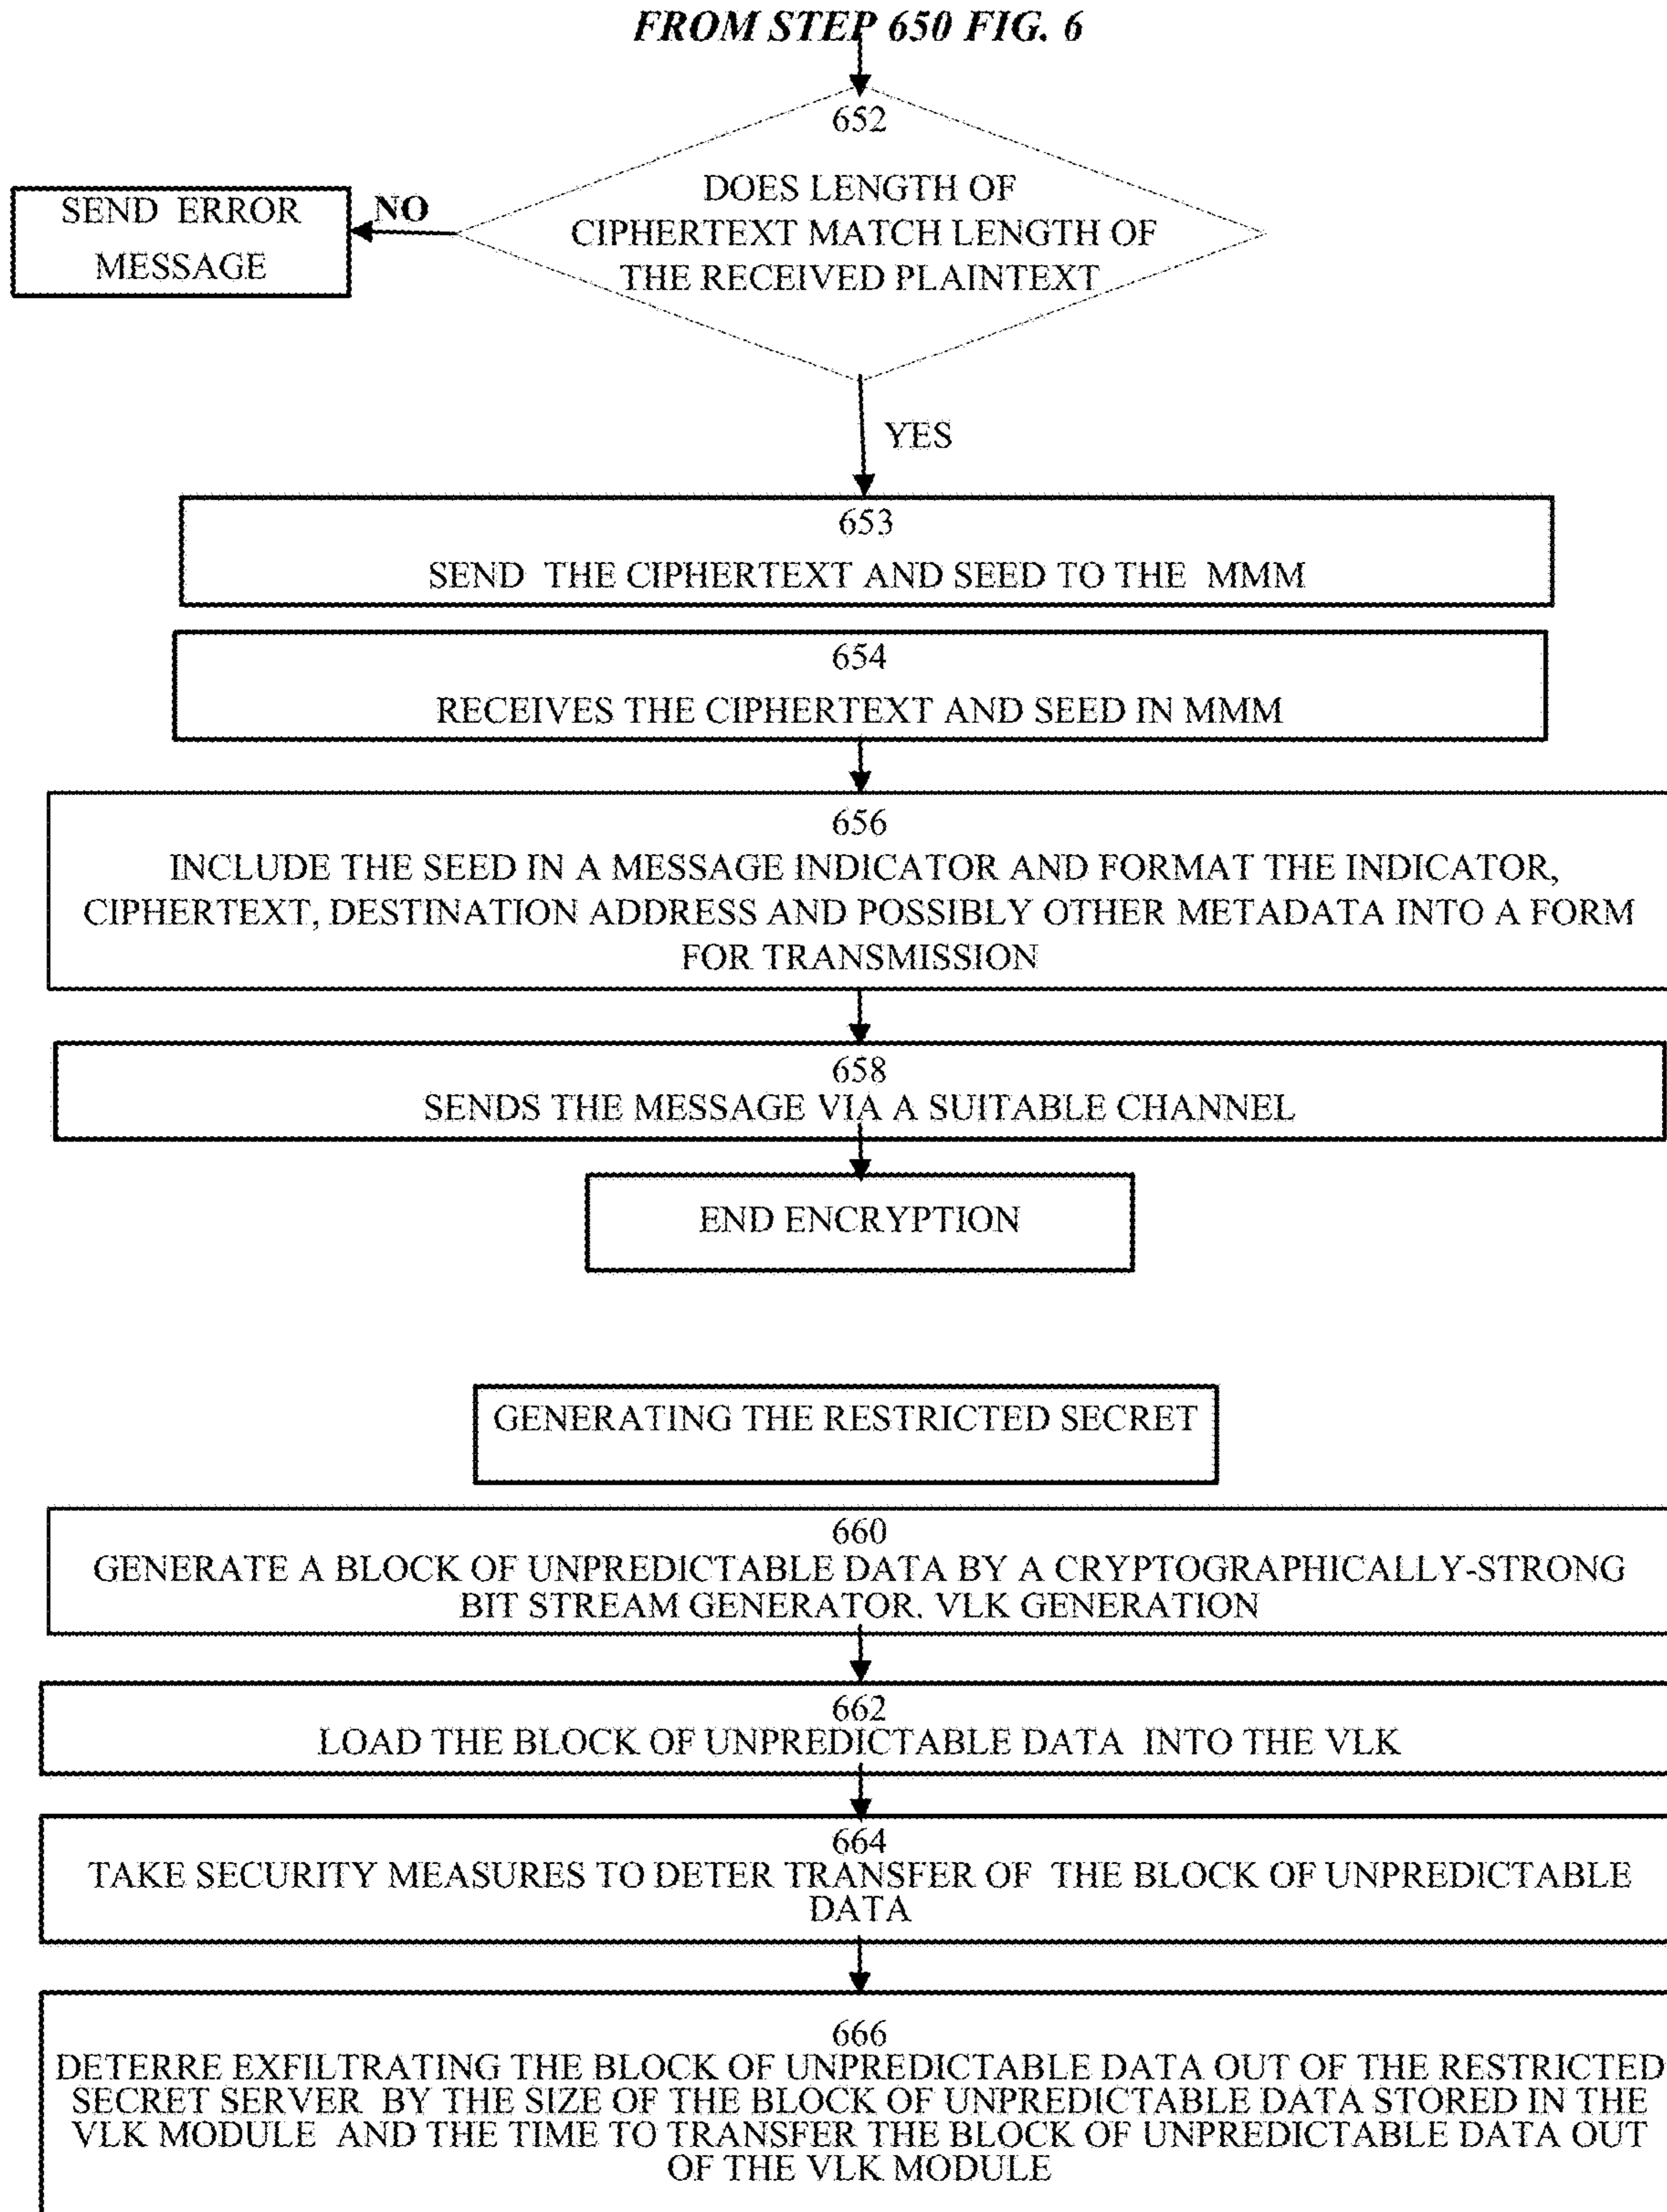 FROM STEP 650 FIG. 6
652
DOES LENGTH OF
CIPHERTEXT MATCH LENGTH OF
THE RECEIVED PLAINTEXT
NO
SEND ERROR
MESSAGE
YES
653
SEND THE CIPHERTEXT AND SEED TO THE MMM
654
RECEIVES THE CIPHERTEXT AND SEED IN MMM
656
INCLUDE THE SEED IN A MESSAGE INDICATOR AND FORMAT THE INDICATOR,
CIPHERTEXT, DESTINATION ADDRESS AND POSSIBLY OTHER METADATA INTO A FORM
FOR TRANSMISSION
658
SENDS THE MESSAGE VIA A SUITABLE CHANNEL
END ENCRYPTION
GENERATING THE RESTRICTED SECRET
660
GENERATE A BLOCK OF UNPREDICTABLE DATA BY A CRYPTOGRAPHICALLY-STRONG
BIT STREAM GENERATOR. VLK GENERATION
662
LOAD THE BLOCK OF UNPREDICTABLE DATA INTO THE VLK
664
TAKE SECURITY MEASURES TO DETER TRANSFER OF THE BLOCK OF UNPREDICTABLE
DATA
666
DETERRE EXFILTRATING THE BLOCK OF UNPREDICTABLE DATA OUT OF THE RESTRICTED
SECRET SERVER BY THE SIZE OF THE BLOCK OF UNPREDICTABLE DATA STORED IN THE
VLK MODULE AND THE TIME TO TRANSFER THE BLOCK OF UNPREDICTABLE DATA OUT
OF THE VLK MODULE